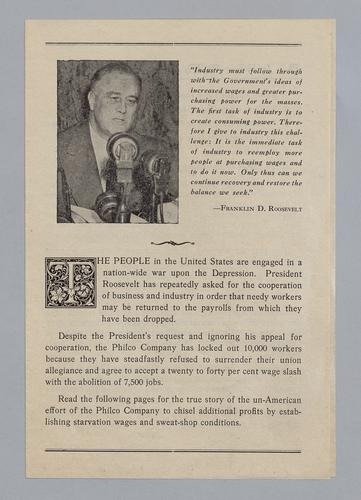 "Industry must follow through
with the Government's ideas of
increased wages and greater pur-
chasing power for the masses.
The first task of industry is to
create consuming power. There-
fore I give to industry this chal-
lenge: It is the immediate task
of industry to reemploy more
people at purchasing wages and
to do it now. Only thus can we
continue recovery and restore the
balance we seek."
—Franklin D. Roosevelt
THE PEOPLE in the United States are engaged in a
nation-wide war upon the Depression. President
Roosevelt has repeatedly asked for the cooperation
of business and industry in order that needy workers
may be returned to the payrolls from which they
have been dropped.
Despite the President's request and ignoring his appeal for
cooperation, the Philco Company has locked out 10,000 workers
because they have steadfastly refused to surrender their union
allegiance and agree to accept a twenty to forty per cent wage slash
with the abolition of 7,500 jobs.
Read the following pages for the true story of the un-American
effort of the Philco Company to chisel additional profits by estab-
lishing starvation wages and sweat-shop conditions.